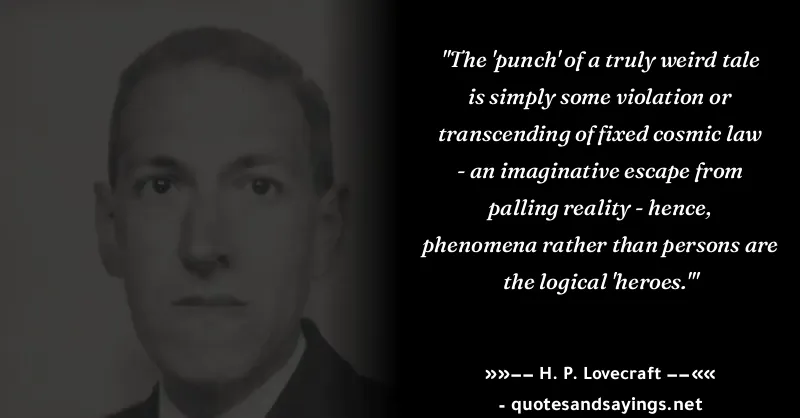 "The 'punch' of a truly weird tale
is simply some violation or
transcending of fixed cosmic law
- an imaginative escape from
palling reality - hence,
phenomena rather than persons are
the logical 'heroes.'"
»»-- H. P. Lovecraft --««
- quotesandsayings.net